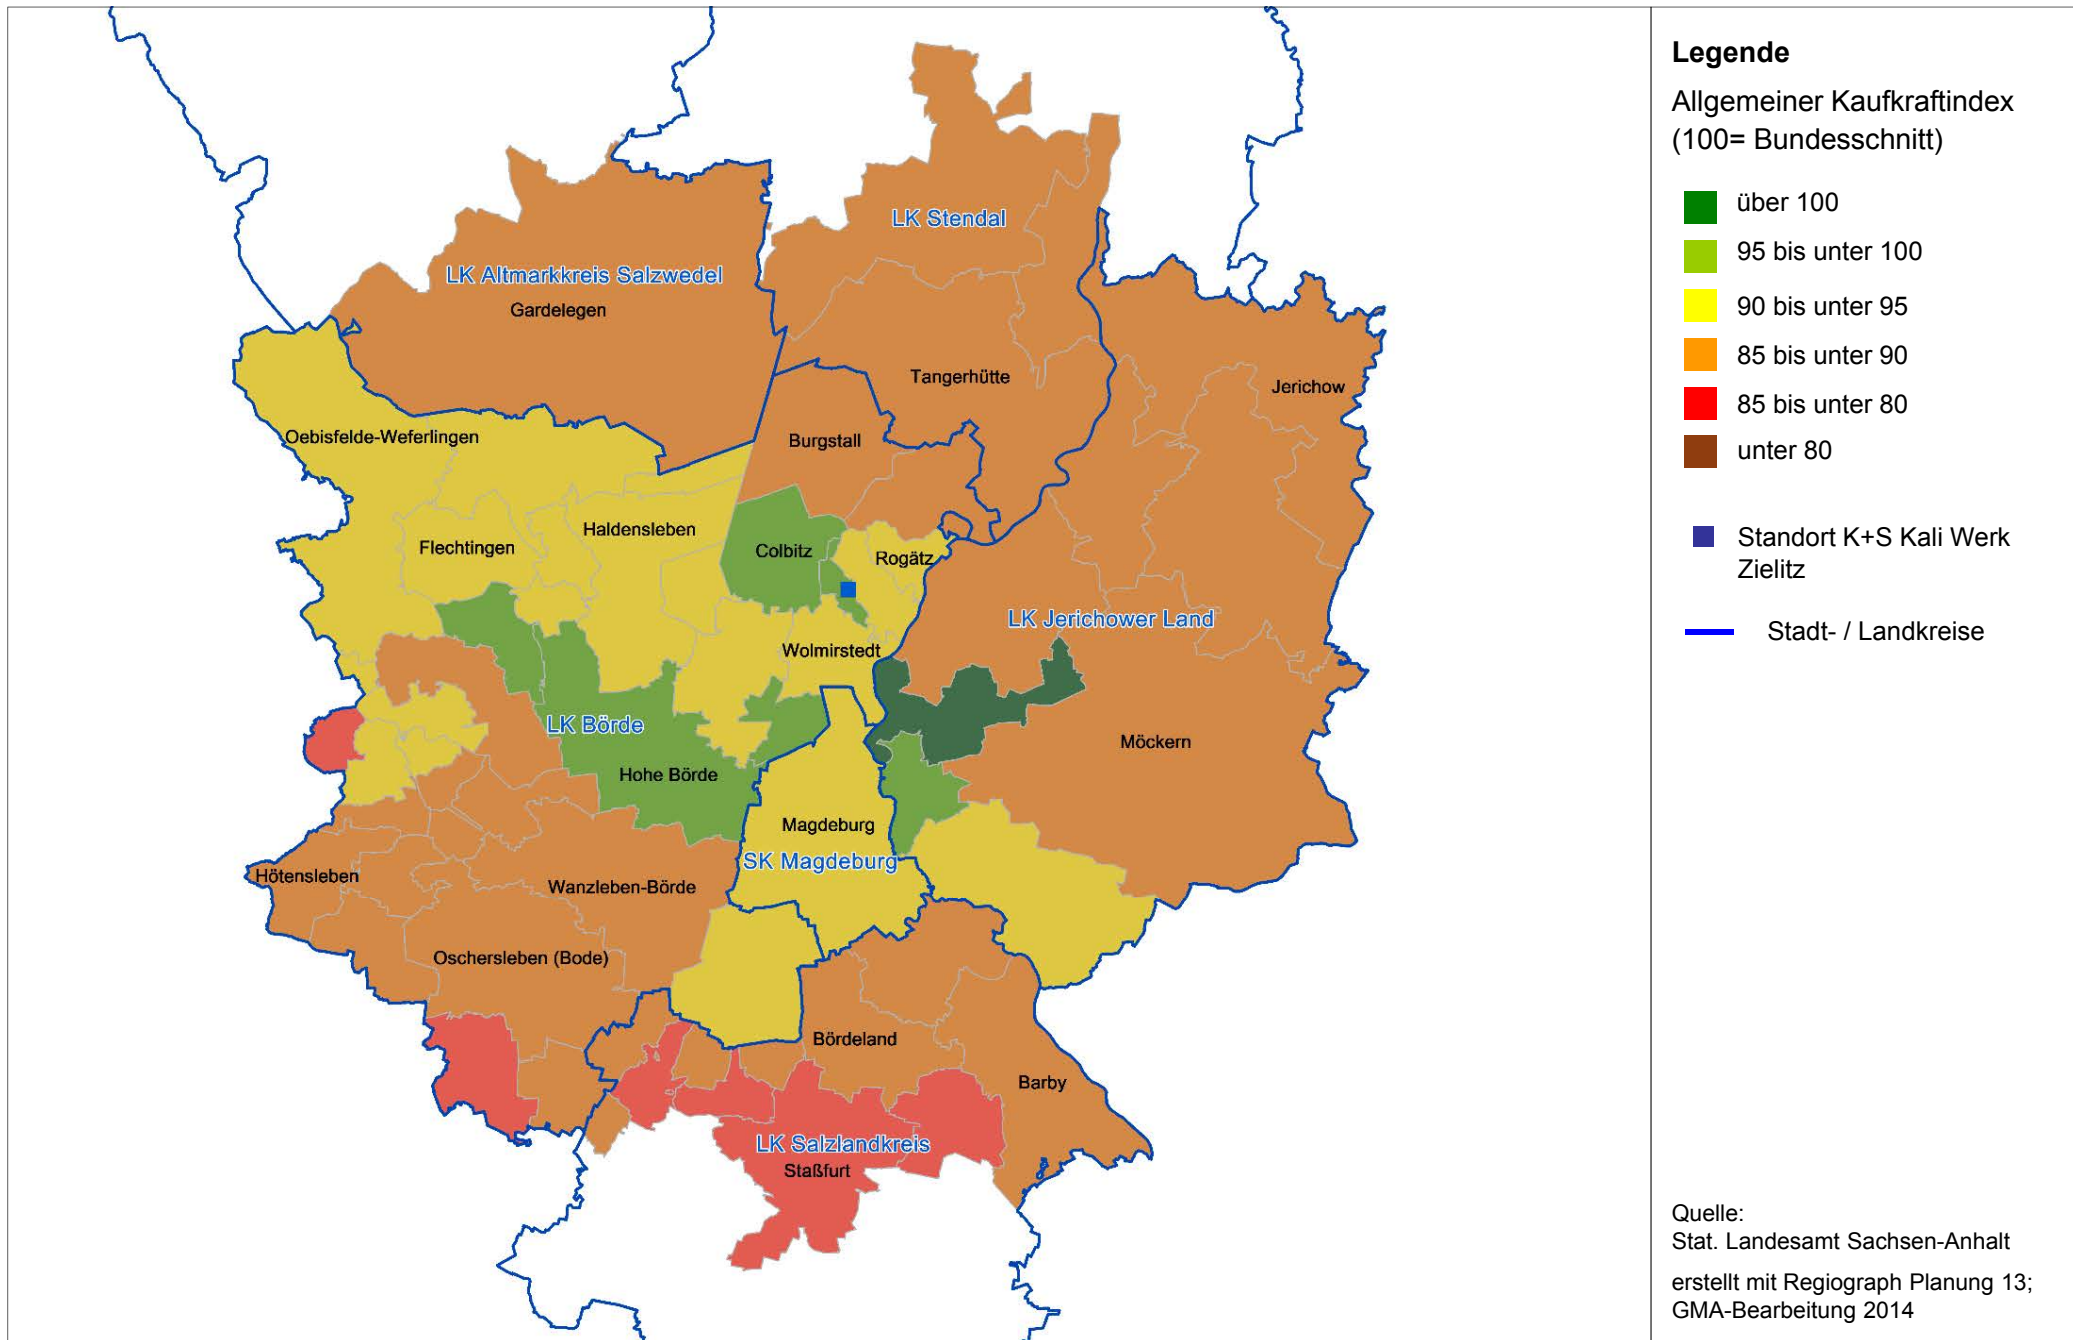 LK Stendal
LK Altmarkkreis Salzwedel
Gardelegen
Tangerhütte
Jerichow
Oebisfelde-Weferlingen
Burgstall
Haldensleben
Flechtingen
Colbitz
Rogätz
LK Jerichower Land
Wolmirstedt
LK Börde
Möckern
Hohe Börde
Magdeburg
SK Magdeburg
Hötensleben
Wanzleben-Börde
Oschersleben (Bode)
Bördeland
Barby
LK Salzlandkreis
Staßfurt
Legende
Allgemeiner Kaufkraftindex
(100= Bundesschnitt)
über 100
95 bis unter 100
90 bis unter 95
85 bis unter 90
85 bis unter 80
unter 80
Standort K+S Kali Werk
Zielitz
Stadt- / Landkreise
Quelle:
Stat. Landesamt Sachsen-Anhalt
erstellt mit Regiograph Planung 13;
GMA-Bearbeitung 2014